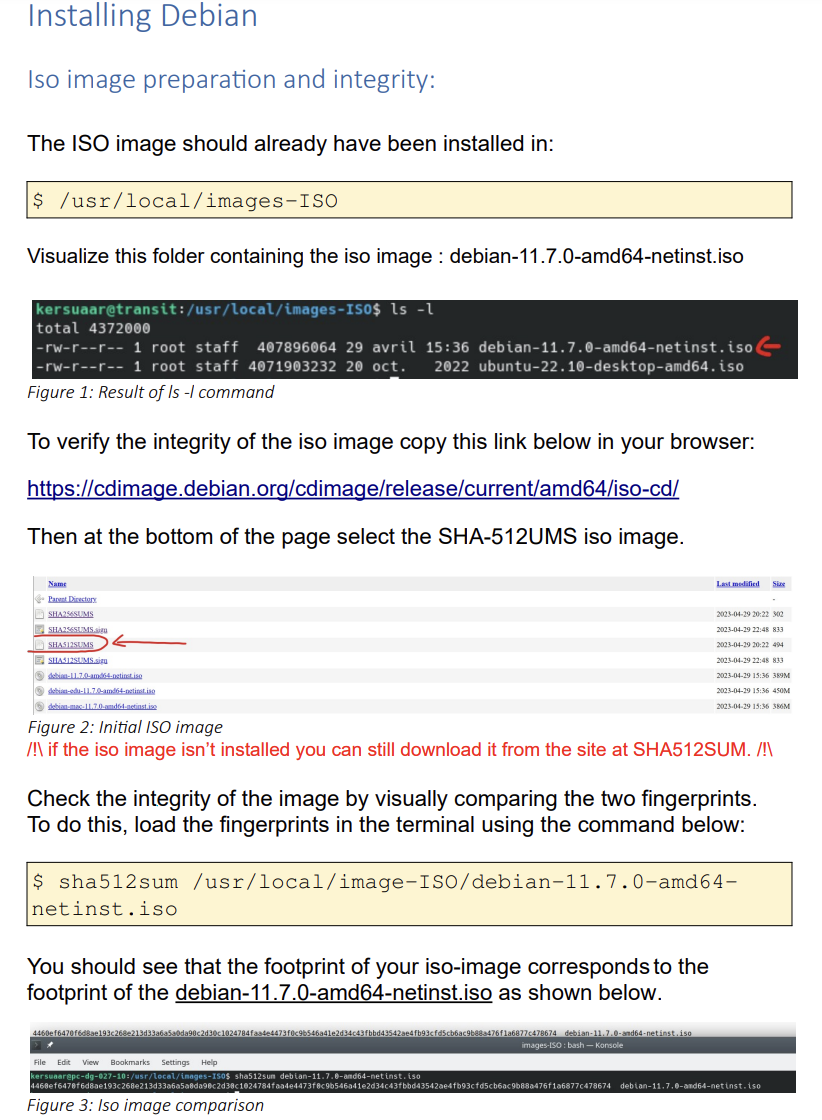 Installing Debian
Iso image preparation and integrity:
The ISO image should already have been installed in:
$ /usr/local/images-ISO
Visualize this folder containing the iso image : debian-11.7.0-amd64-netinst.iso
kersuaar@transit:/usr/local/images-ISO$ ls -l
total 4372000
-rw-r--r-- 1 root staff 407896064 29 avril 15:36 debian-11.7.0-amd64-netinst.iso
-rw-r--r-- 1 root staff 4071903232 20 oct. 2022 ubuntu-22.10-desktop-amd64.iso
Figure 1: Result of ls -l command
To verify the integrity of the iso image copy this link below in your browser:
https://cdimage.debian.org/cdimage/release/current/amd64/iso-cd/
Then at the bottom of the page select the SHA-512UMS iso image.
Name Last modified Size
Parent Directory -
SHA256SUMS 2023-04-29 20:22 302
SHA256SUMS.sign 2023-04-29 22:48 833
SHA512SUMS 2023-04-29 20:22 494
SHA512SUMS.sign 2023-04-29 22:48 833
debian-11.7.0-amd64-netinst.iso 2023-04-29 15:36 389M
debian-edu-11.7.0-amd64-netinst.iso 2023-04-29 15:36 450M
debian-mac-11.7.0-amd64-netinst.iso 2023-04-29 15:36 386M
Figure 2: Initial ISO image
/!\ if the iso image isn't installed you can still download it from the site at SHA512SUM. /!\
Check the integrity of the image by visually comparing the two fingerprints.
To do this, load the fingerprints in the terminal using the command below:
$ sha512sum /usr/local/image-ISO/debian-11.7.0-amd64-
netinst.iso
You should see that the footprint of your iso-image corresponds to the
footprint of the debian-11.7.0-amd64-netinst.iso as shown below.
4460ef6470f6d8ae193c268e213d33a6a5a0da90c2d30c1024784faa4e4473f0c9b546a41e2d34c43fbbd43542ae4fb93cfd5cb6ac9b88a476f1a6877c478674 debian-11.7.0-amd64-netinst.iso
images-ISO : bash — Konsole
File Edit View Bookmarks Settings Help
kersuaar@pc-dg-027-10:/usr/local/images-ISO$ sha512sum debian-11.7.0-amd64-netinst.iso
4460ef6470f6d8ae193c268e213d33a6a5a0da90c2d30c1024784faa4e4473f0c9b546a41e2d34c43fbbd43542ae4fb93cfd5cb6ac9b88a476f1a6877c478674 debian-11.7.0-amd64-netinst.iso
Figure 3: Iso image comparison